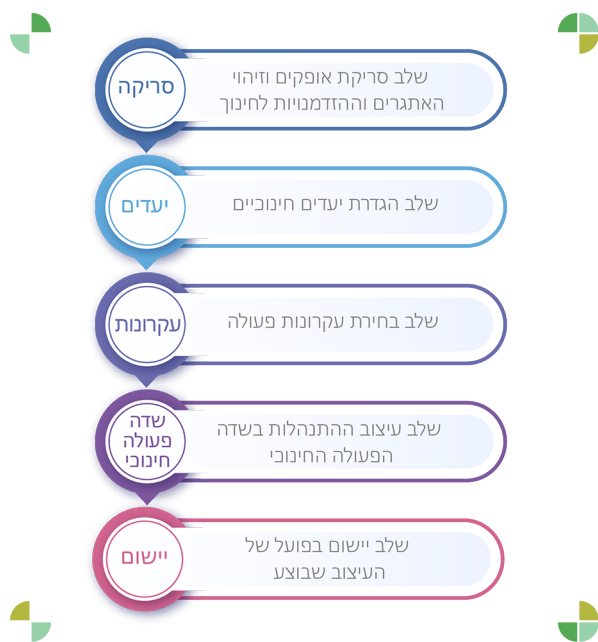 סריקה
שלב סריקת אופקים וזיהוי
האתגרים וההזדמנויות לחינוך
יעדים
שלב הגדרת יעדים חינוכיים
עקרונות
שלב בחירת עקרונות פעולה
שדה
פעולה
חינוכי
שלב עיצוב ההתנהלות בשדה
הפעולה החינוכי
יישום
שלב יישום בפועל של
העיצוב שבוצע